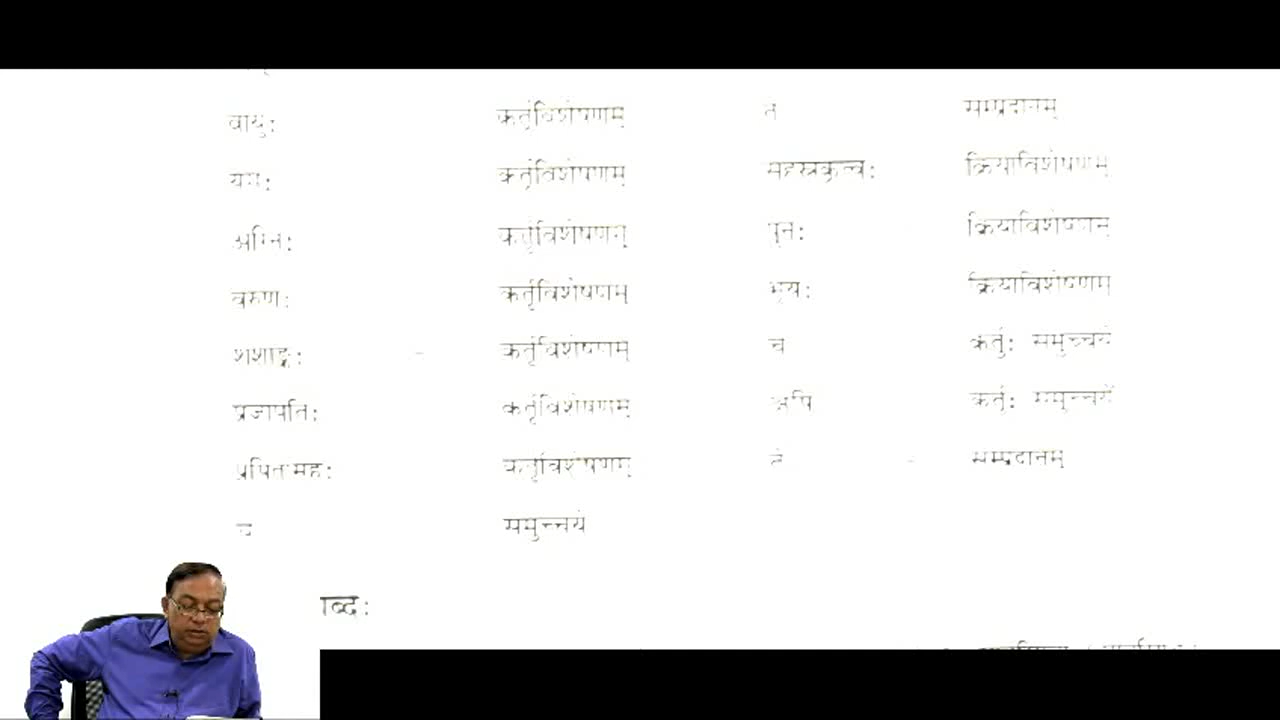 वायुः कर्तृविशेषणम् ते सम्प्रदानम्
यमः कर्तृविशेषणम् सहस्रकृत्वः क्रियाविशेषणम्
अग्निः कर्तृविशेषणम् पुनः क्रियाविशेषणम्
वरुणः कर्तृविशेषणम् भूयः क्रियाविशेषणम्
शशाङ्कः - कर्तृविशेषणम् च कर्तुः समुच्चये
प्रजापतिः कर्तृविशेषणम् अपि कर्तुः समुच्चये
प्रपितामहः कर्तृविशेषणम् ते - सम्प्रदानम्
च समुच्चये
ाब्दः